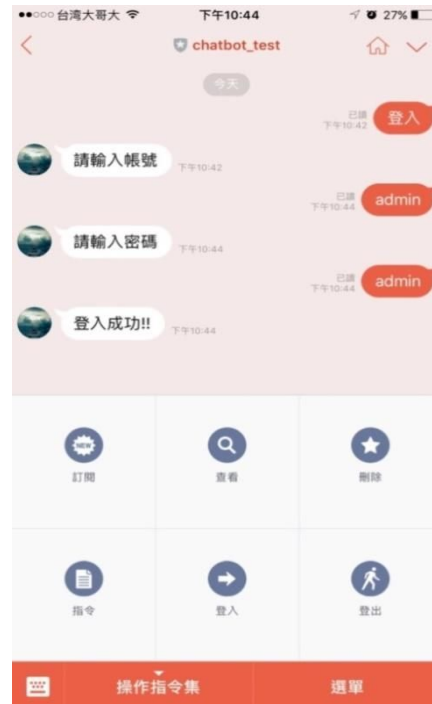 台湾大哥大 下午10:44 27%
chatbot_test
今天
已讀
下午10:42
登入
請輸入帳號
下午10:42
已讀
下午10:44
admin
請輸入密碼
下午10:44
已讀
下午10:44
admin
登入成功!!
下午10:44
NEW
訂閱 查看 刪除
指令 登入 登出
操作指令集 選單